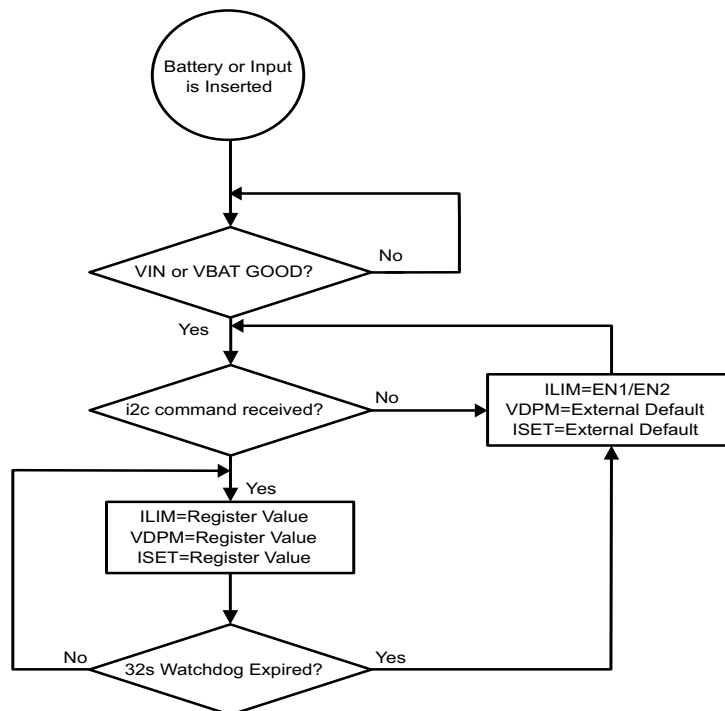 Battery or Input
is Inserted
VIN or VBAT GOOD?
No
Yes
i2c command received?
No
ILIM=EN1/EN2
VDPM=External Default
ISET=External Default
Yes
ILIM=Register Value
VDPM=Register Value
ISET=Register Value
No
32s Watchdog Expired?
Yes